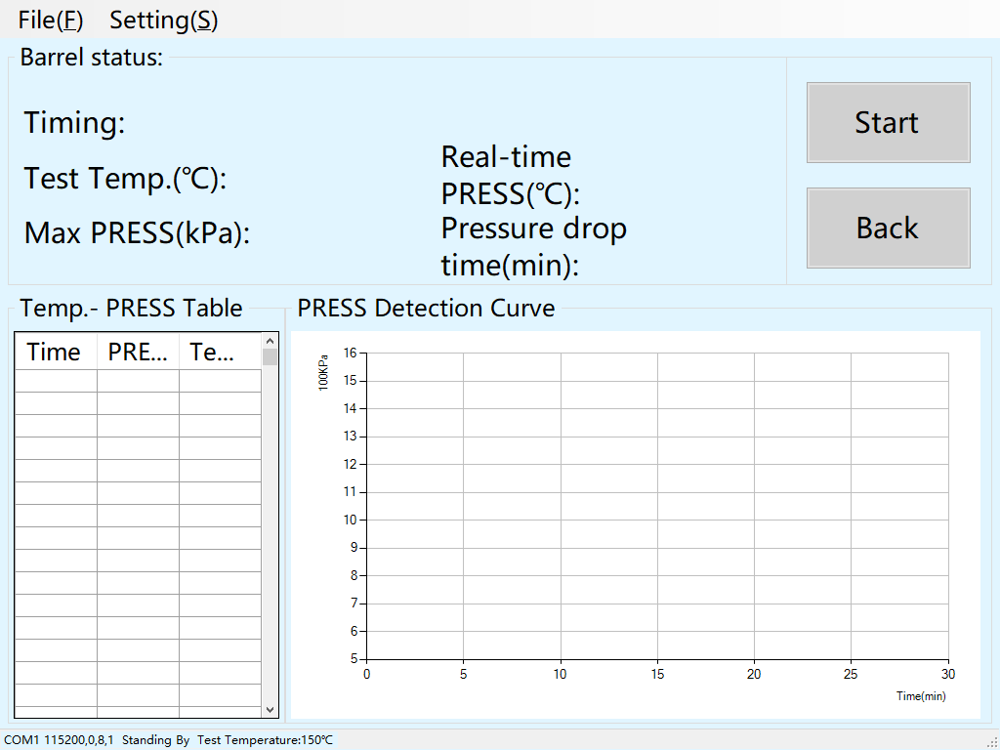 File(F) Setting(S)
Barrel status:
Timing:
Test Temp.(℃):
Max PRESS(kPa):
Real-time
PRESS(℃):
Pressure drop
time(min):
Start
Back
Temp.- PRESS Table
Time PRE... Te...
PRESS Detection Curve
100KPa
16
15
14
13
12
11
10
9
8
7
6
5
0 5 10 15 20 25 30
Time(min)
COM1 115200,0,8,1 Standing By Test Temperature:150℃